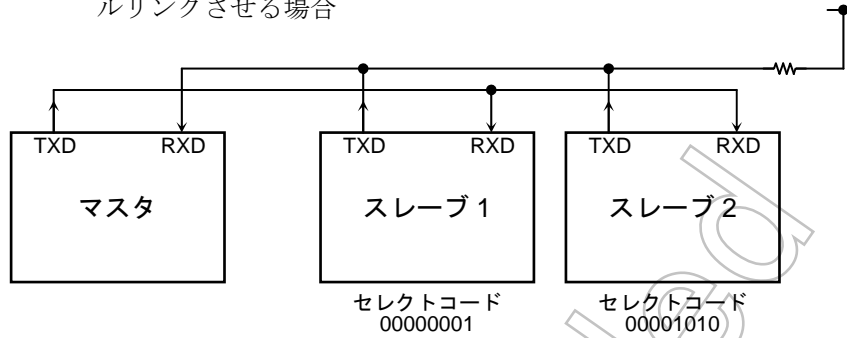 ルリンクさせる場合
TXD RXD TXD RXD TXD RXD
マスタ スレーブ 1 スレーブ 2
セレクトコード セレクトコード
00000001 00001010